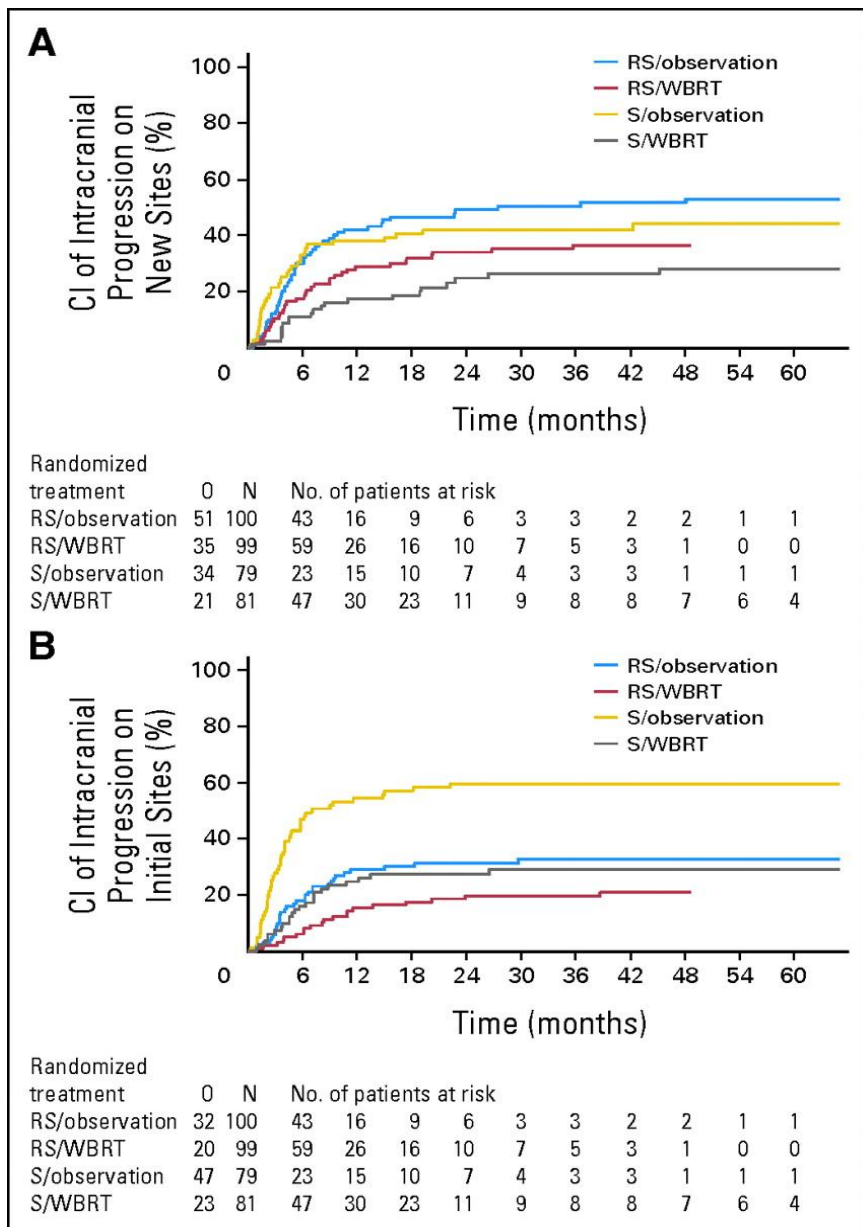 A
100
80
60
40
20
0
6 12 18 24 30 36 42 48 54 60
CI of Intracranial
Progression on
New Sites (%)
Time (months)
RS/observation
RS/WBRT
S/observation
S/WBRT
Randomized
treatment O N No. of patients at risk
RS/observation 51 100 43 16 9 6 3 3 2 2 1 1
RS/WBRT 35 99 59 26 16 10 7 5 3 1 0 0
S/observation 34 79 23 15 10 7 4 3 3 1 1 1
S/WBRT 21 81 47 30 23 11 9 8 8 7 6 4
B
100
80
60
40
20
0
6 12 18 24 30 36 42 48 54 60
CI of Intracranial
Progression on
Initial Sites (%)
Time (months)
RS/observation
RS/WBRT
S/observation
S/WBRT
Randomized
treatment O N No. of patients at risk
RS/observation 32 100 43 16 9 6 3 3 2 2 1 1
RS/WBRT 20 99 59 26 16 10 7 5 3 1 0 0
S/observation 47 79 23 15 10 7 4 3 3 1 1 1
S/WBRT 23 81 47 30 23 11 9 8 8 7 6 4